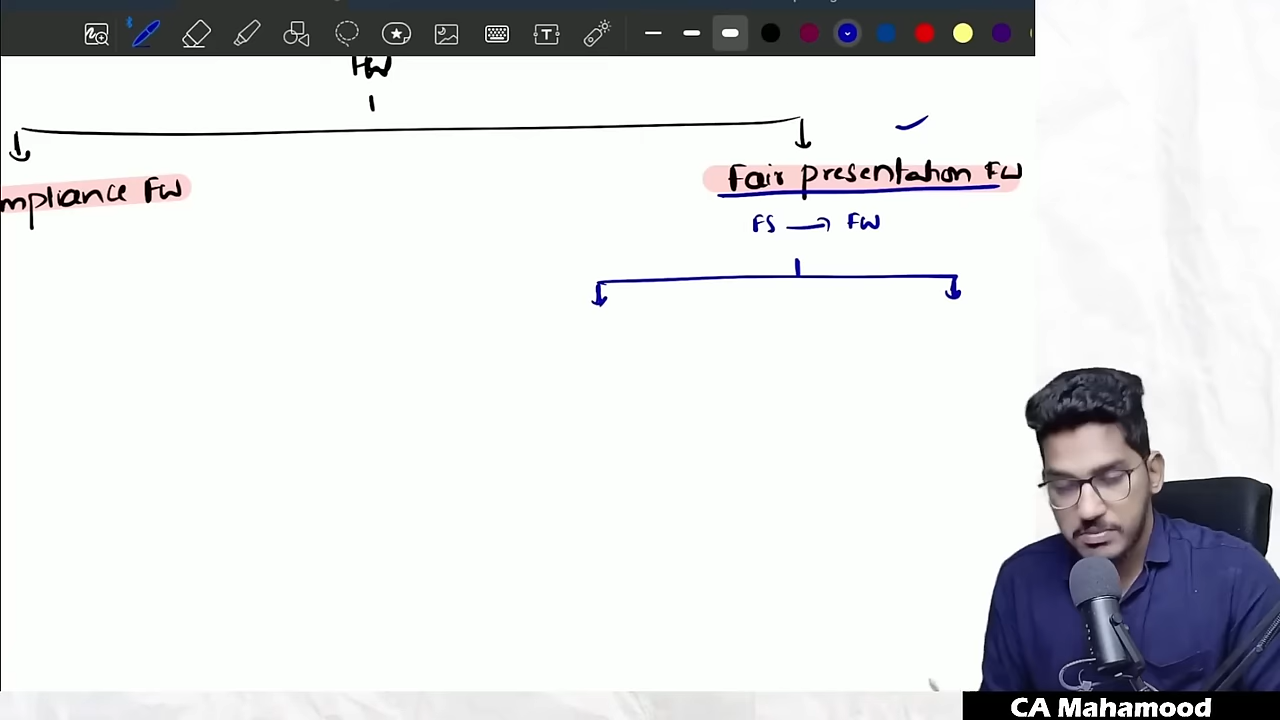 FW
mpliance FW
Fair presentation FW
FS → FW
CA Mahamood